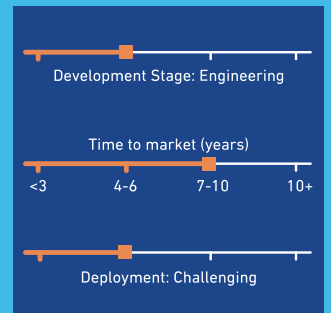 Development Stage: Engineering
Time to market (years)
<3 4-6 7-10 10+
Deployment: Challenging